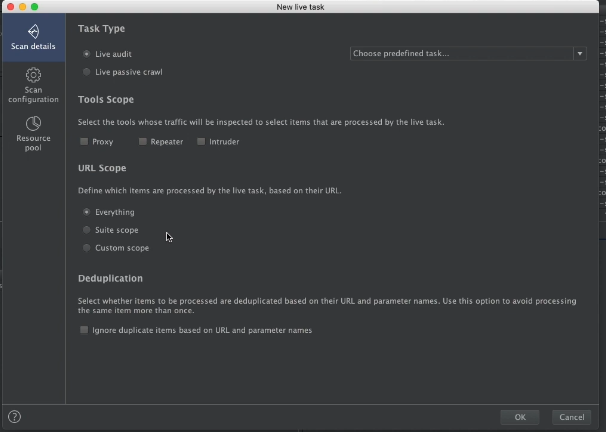 New live task
Scan details
Scan
configuration
Resource
pool
Task Type
Live audit
Choose predefined task...
Live passive crawl
Tools Scope
Select the tools whose traffic will be inspected to select items that are processed by the live task.
Proxy
Repeater
Intruder
URL Scope
Define which items are processed by the live task, based on their URL.
Everything
Suite scope
Custom scope
Deduplication
Select whether items to be processed are deduplicated based on their URL and parameter names. Use this option to avoid processing
the same item more than once.
Ignore duplicate items based on URL and parameter names
?
OK
Cancel